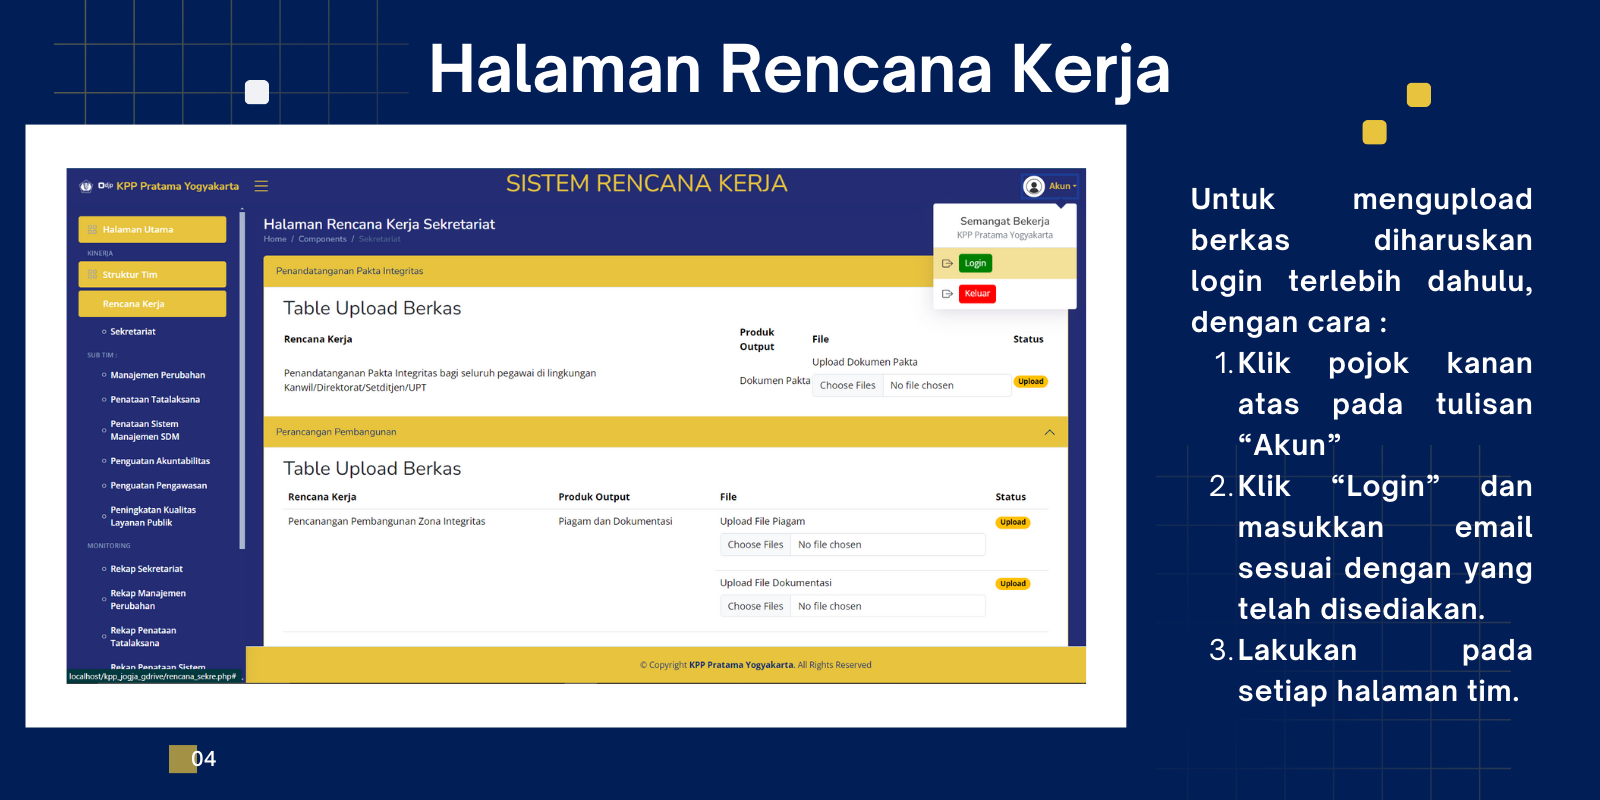 Halaman Rencana Kerja
KPP Pratama Yogyakarta
SISTEM RENCANA KERJA
Akun
Halaman Utama
KINERJA
Struktur Tim
Rencana Kerja
Sekretariat
SUB TIM :
Manajemen Perubahan
Penataan Tatalaksana
Penataan Sistem
Manajemen SDM
Penguatan Akuntabilitas
Penguatan Pengawasan
Peningkatan Kualitas
Layanan Publik
MONITORING
Rekap Sekretariat
Rekap Manajemen
Perubahan
Rekap Penataan
Tatalaksana
Rekap Penataan Sistem
localhost/kpp_jogja_gdrive/rencana_sekre.php#
Halaman Rencana Kerja Sekretariat
Home / Components / Sekretariat
Semangat Bekerja
KPP Pratama Yogyakarta
Login
Keluar
Penandatanganan Pakta Integritas
Table Upload Berkas
Rencana Kerja Produk Output File Status
Penandatanganan Pakta Integritas bagi seluruh pegawai di lingkungan
Kanwil/Direktorat/Setditjen/UPT
Dokumen Pakta
Upload Dokumen Pakta
Choose Files No file chosen
Upload
Perancangan Pembangunan
Table Upload Berkas
Rencana Kerja Produk Output File Status
Pencanangan Pembangunan Zona Integritas Piagam dan Dokumentasi Upload File Piagam Upload
Choose Files No file chosen
Upload File Dokumentasi Upload
Choose Files No file chosen
© Copyright KPP Pratama Yogyakarta. All Rights Reserved
Untuk mengupload
berkas diharuskan
login terlebih dahulu,
dengan cara :
1. Klik pojok kanan
atas pada tulisan
“Akun”
2. Klik “Login” dan
masukkan email
sesuai dengan yang
telah disediakan.
3. Lakukan pada
setiap halaman tim.
04